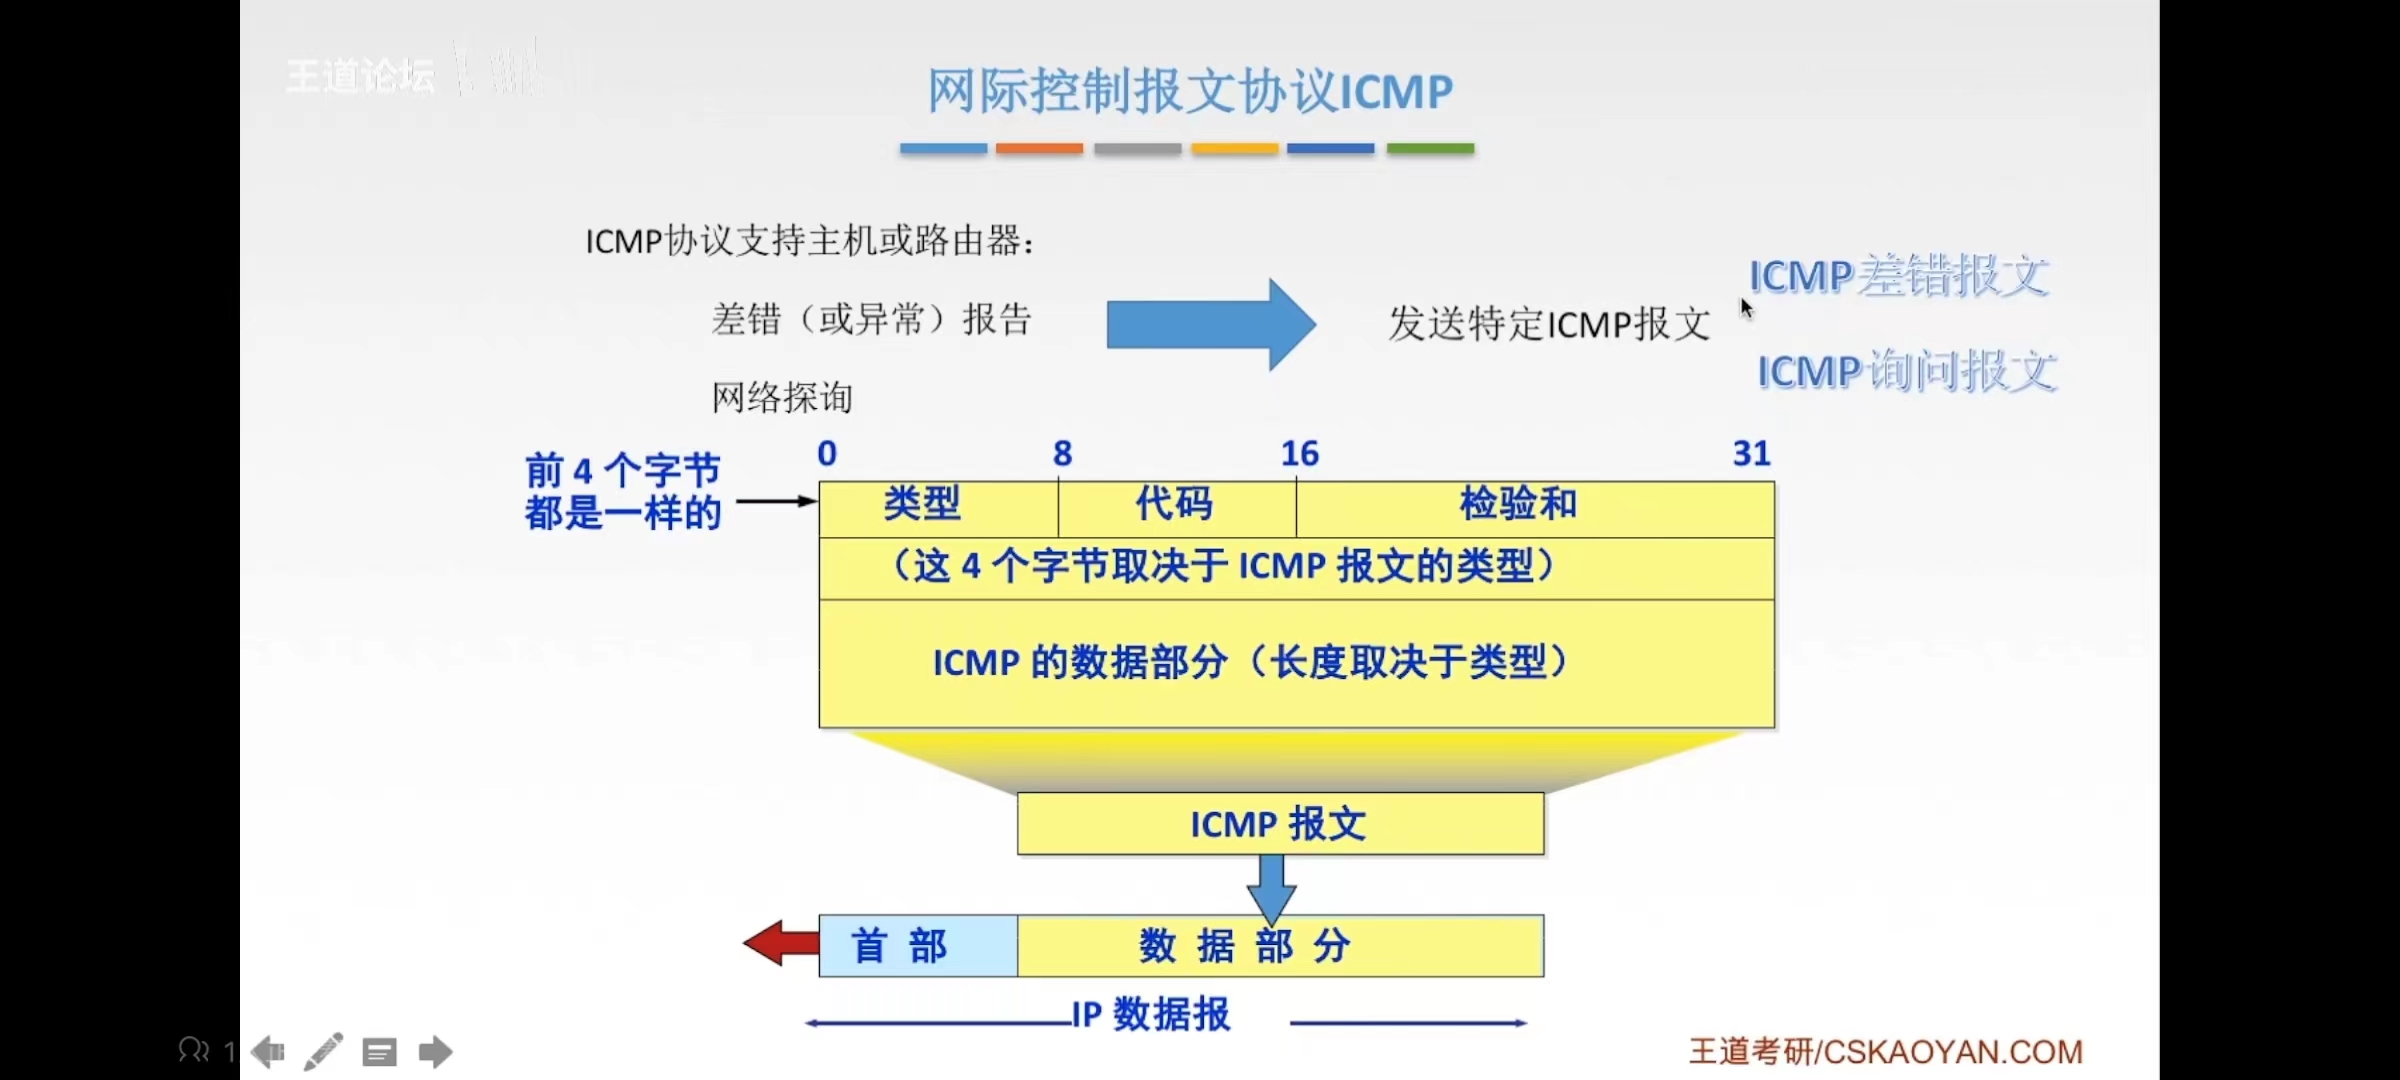 王道论坛
网际控制报文协议ICMP
ICMP协议支持主机或路由器：
差错（或异常）报告
网络探询
发送特定ICMP报文
ICMP差错报文
ICMP询问报文
0 8 16 31
前 4 个字节
都是一样的
类型 代码 检验和
（这 4 个字节取决于 ICMP 报文的类型）
ICMP 的数据部分（长度取决于类型）
ICMP 报文
首 部 数 据 部 分
IP 数据报
1
王道考研/CSKAOYAN.COM